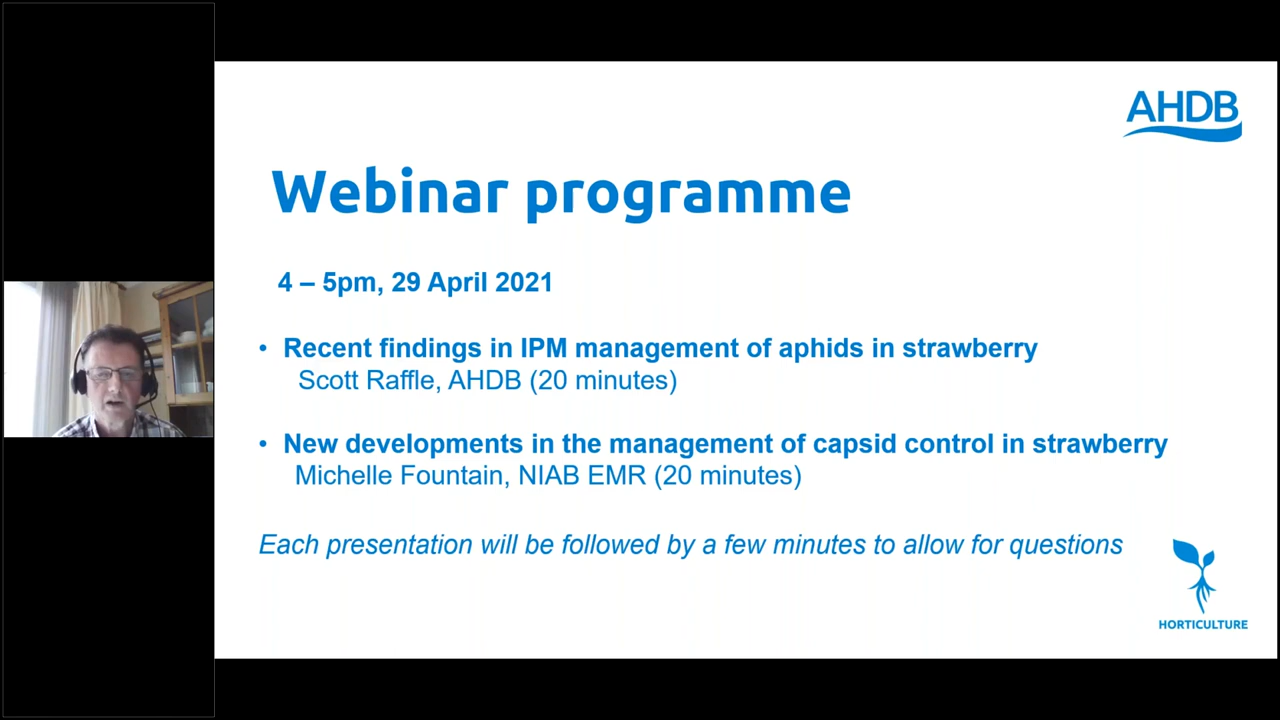 AHDB
Webinar programme
4 – 5pm, 29 April 2021
• Recent findings in IPM management of aphids in strawberry
Scott Raffle, AHDB (20 minutes)
• New developments in the management of capsid control in strawberry
Michelle Fountain, NIAB EMR (20 minutes)
Each presentation will be followed by a few minutes to allow for questions
HORTICULTURE